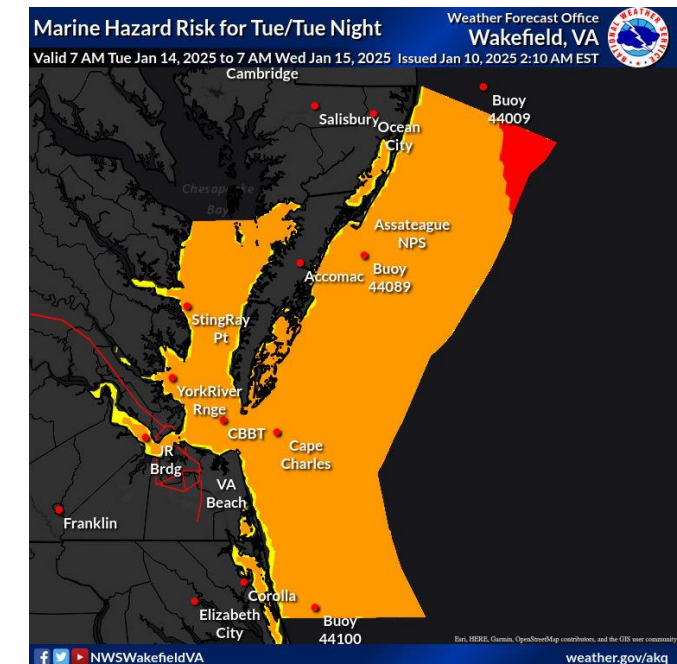 Marine Hazard Risk for Tue/Tue Night
Weather Forecast Office
Wakefield, VA
Valid 7 AM Tue Jan 14, 2025 to 7 AM Wed Jan 15, 2025 Issued Jan 10, 2025 2:10 AM EST
NATIONAL WEATHER SERVICE
Cambridge
Salisbury
Ocean
City
Buoy
44009
Chesapeake
Bay
Assateague
NPS
Accomac
Buoy
44089
StingRay
Pt
YorkRiver
Rnge
CBBT
Cape
Charles
JR
Brdg
VA
Beach
Franklin
Corolla
Elizabeth
City
Buoy
44100
Esri, HERE, Garmin, OpenStreetMap contributors, and the GIS user community
NWSWakefieldVA
weather.gov/akq